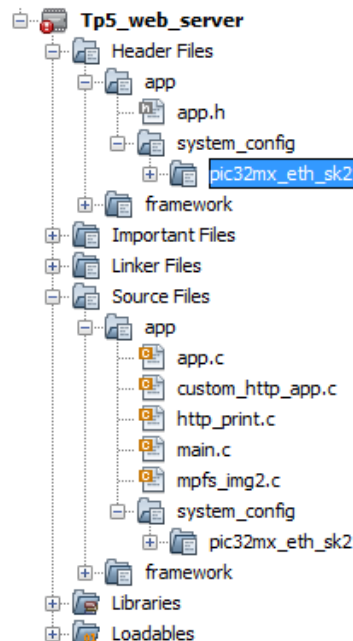 Tp5_web_server
Header Files
app
app.h
system_config
pic32mx_eth_sk2
framework
Important Files
Linker Files
Source Files
app
app.c
custom_http_app.c
http_print.c
main.c
mpfs_img2.c
system_config
pic32mx_eth_sk2
framework
Libraries
Loadables